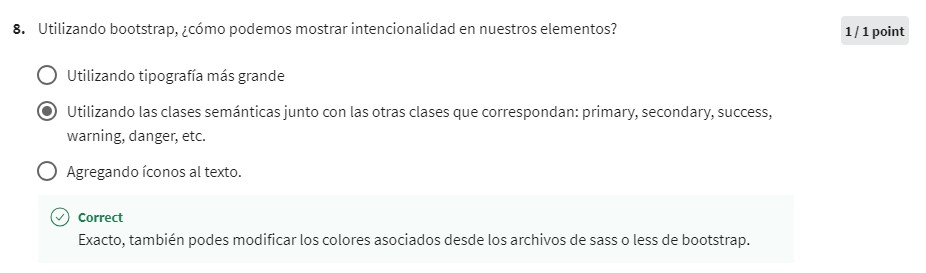 8. Utilizando bootstrap, ¿cómo podemos mostrar intencionalidad en nuestros elementos?
1 / 1 point
Utilizando tipografía más grande
Utilizando las clases semánticas junto con las otras clases que correspondan: primary, secondary, success,
warning, danger, etc.
Agregando íconos al texto.
Correct
Exacto, también podes modificar los colores asociados desde los archivos de sass o less de bootstrap.